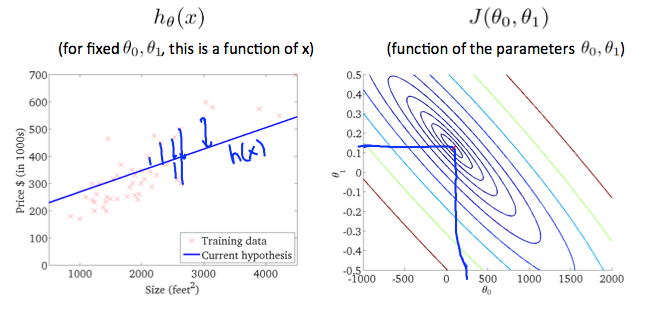 hθ(x)
(for fixed θ0, θ1, this is a function of x)
700
600
500
400
300
200
100
0
Price $ (in 1000s)
1000 2000 3000 4000
Size (feet2)
h(x)
× Training data
Current hypothesis
J(θ0, θ1)
(function of the parameters θ0, θ1)
0.5
0.4
0.3
0.2
0.1
0
-0.1
-0.2
-0.3
-0.4
-0.5
θ1
-1000 -500 0 500 1000 1500 2000
θ0